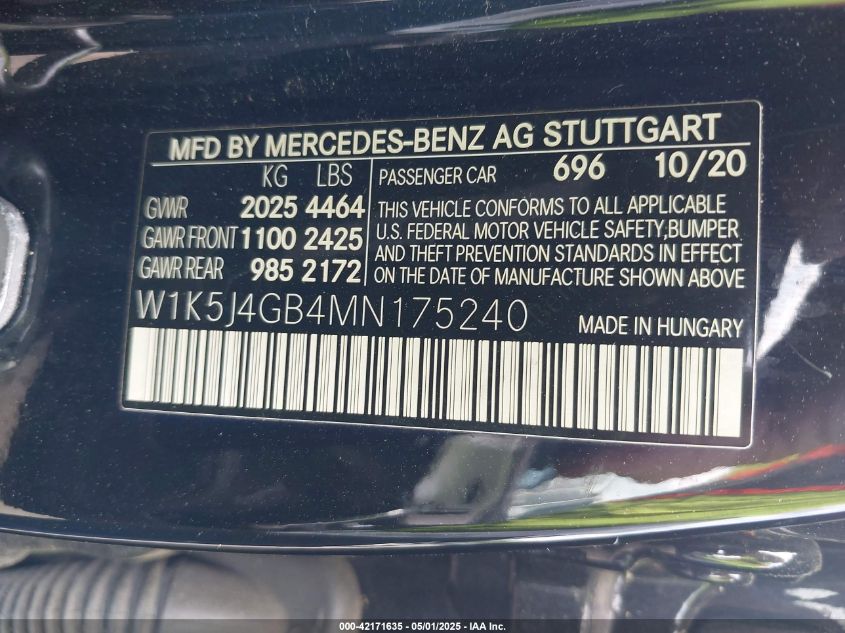 MFD BY MERCEDES-BENZ AG STUTTGART
KG LBS
GVWR 2025 4464
GAWR FRONT 1100 2425
GAWR REAR 985 2172
PASSENGER CAR 696 10/20
THIS VEHICLE CONFORMS TO ALL APPLICABLE
U.S. FEDERAL MOTOR VEHICLE SAFETY,BUMPER
AND THEFT PREVENTION STANDARDS IN EFFECT
ON THE DATE OF MANUFACTURE SHOWN ABOVE
W1K5J4GB4MN175240
MADE IN HUNGARY
000-42171635 - 05/01/2025 - IAA Inc.